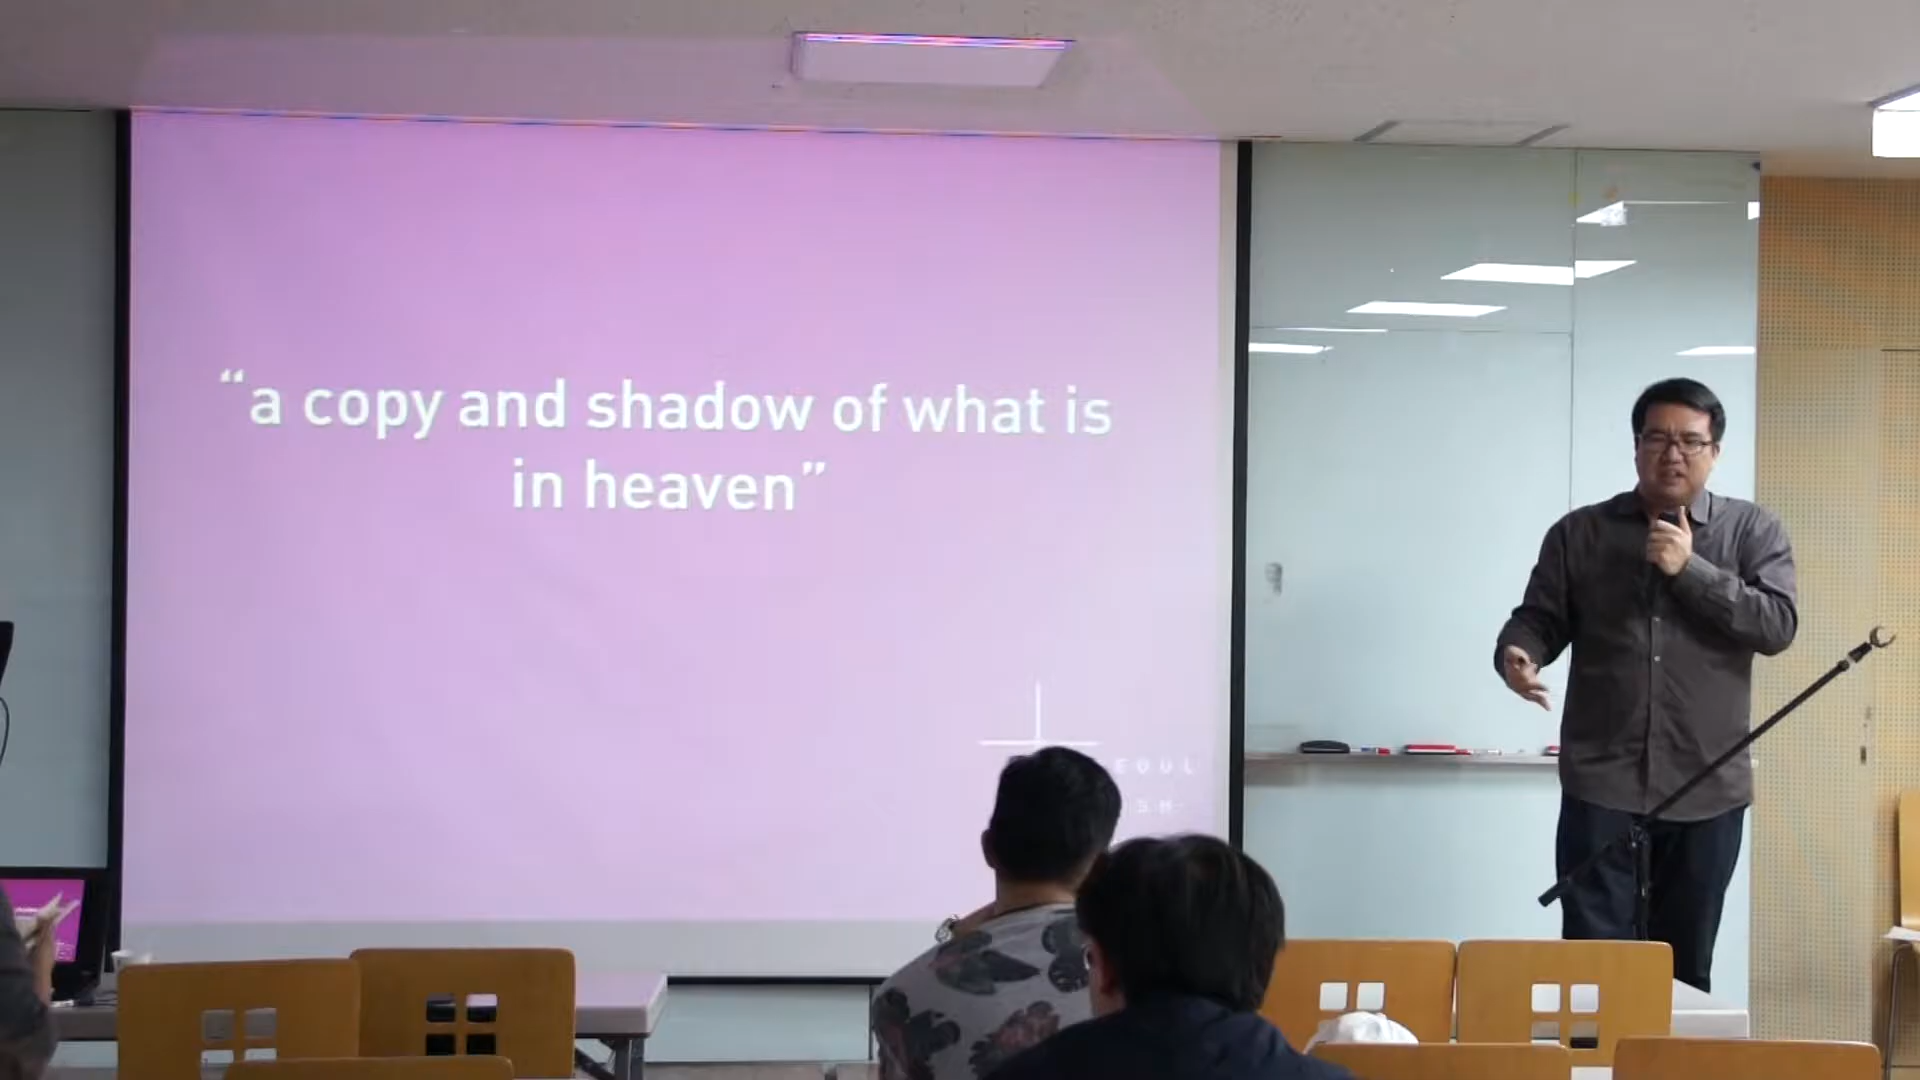 “a copy and shadow of what is
in heaven”